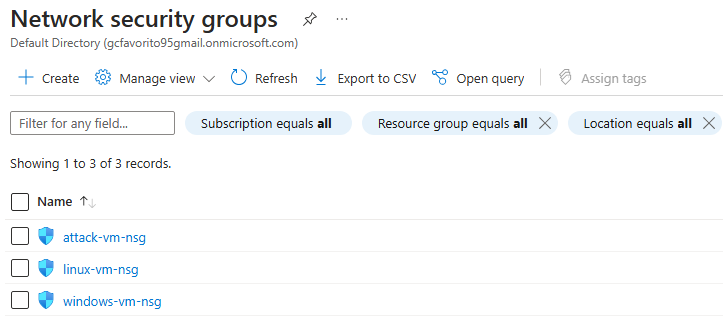 Network security groups ...
Default Directory (gcfavorito95gmail.onmicrosoft.com)
+ Create Manage view Refresh Export to CSV Open query Assign tags
Filter for any field... Subscription equals all Resource group equals all Location equals all
Showing 1 to 3 of 3 records.
Name ↑↓
attack-vm-nsg
linux-vm-nsg
windows-vm-nsg